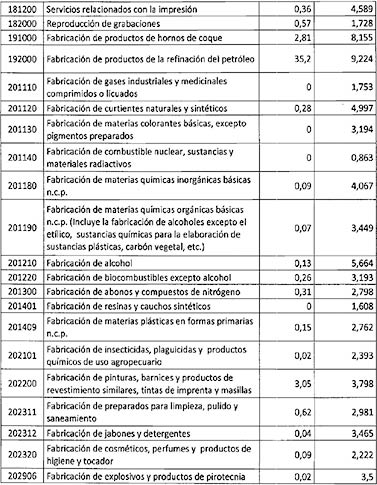 181200 Servicios relacionados con la impresión 0,36 4,589
182000 Reproducción de grabaciones 0,57 1,728
191000 Fabricación de productos de hornos de coque 2,81 8,155
192000 Fabricación de productos de la refinación del petróleo 35,2 9,224
201110 Fabricación de gases industriales y medicinales
comprimidos o licuados 0 1,753
201120 Fabricación de curtientes naturales y sintéticos 0,28 4,997
201130 Fabricación de materias colorantes básicas, excepto
pigmentos preparados 0 3,194
201140 Fabricación de combustible nuclear, sustancias y
materiales radiactivos 0 0,863
201180 Fabricación de materias químicas inorgánicas básicas
n.c.p. 0,09 4,067
201190 Fabricación de materias químicas orgánicas básicas
n.c.p. (Incluye la fabricación de alcoholes excepto el
etílico, sustancias químicas para la elaboración de
sustancias plásticas, carbón vegetal, etc.) 0,07 3,449
201210 Fabricación de alcohol 0,13 5,664
201220 Fabricación de biocombustibles excepto alcohol 0,26 3,193
201300 Fabricación de abonos y compuestos de nitrógeno 0,31 2,798
201401 Fabricación de resinas y cauchos sintéticos 0 1,608
201409 Fabricación de materias plásticas en formas primarias
n.c.p. 0,15 2,762
202101 Fabricación de insecticidas, plaguicidas y productos
químicos de uso agropecuario 0,02 2,393
202200 Fabricación de pinturas, barnices y productos de
revestimiento similares, tintas de imprenta y masillas 3,05 3,798
202311 Fabricación de preparados para limpieza, pulido y
saneamiento 0,62 2,981
202312 Fabricación de jabones y detergentes 0,04 3,465
202320 Fabricación de cosméticos, perfumes y productos de
higiene y tocador 0,09 2,222
202906 Fabricación de explosivos y productos de pirotecnia 0,02 3,5